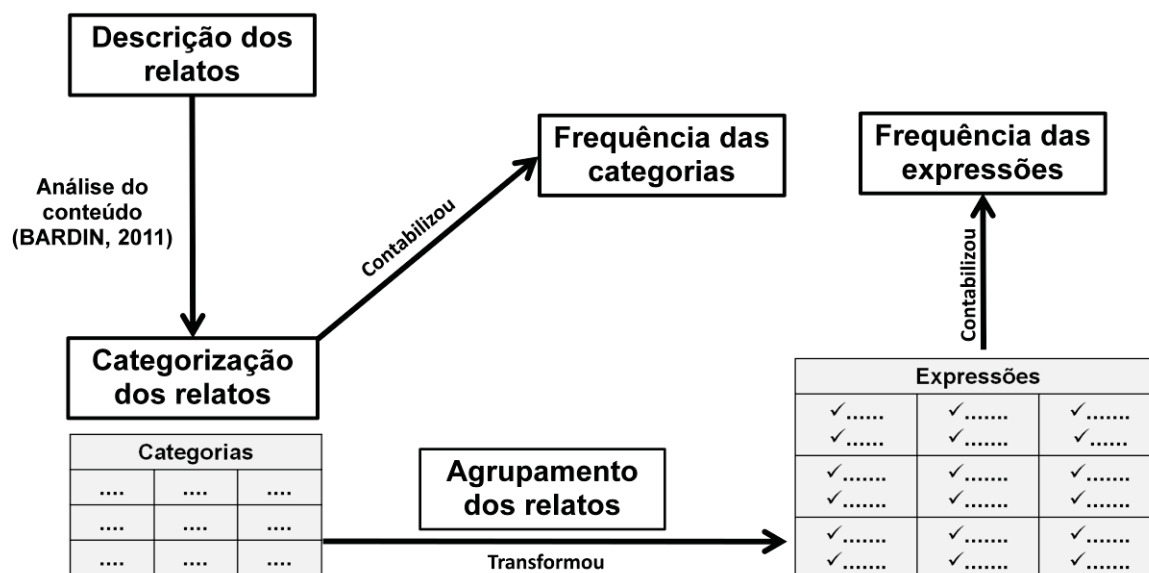 Descrição dos
relatos
Análise do
conteúdo
(BARDIN, 2011)
Contabilizou
Frequência das
categorias
Frequência das
expressões
Contabilizou
Categorização
dos relatos
Categorias
.... .... ....
.... .... ....
.... .... ....
Agrupamento
dos relatos
Transformou
Expressões
✓...... ✓....... ✓.......
✓...... ✓....... ✓......
✓....... ✓....... ✓.......
✓....... ✓....... ✓.......
✓....... ✓....... ✓.......
✓....... ✓....... ✓.......